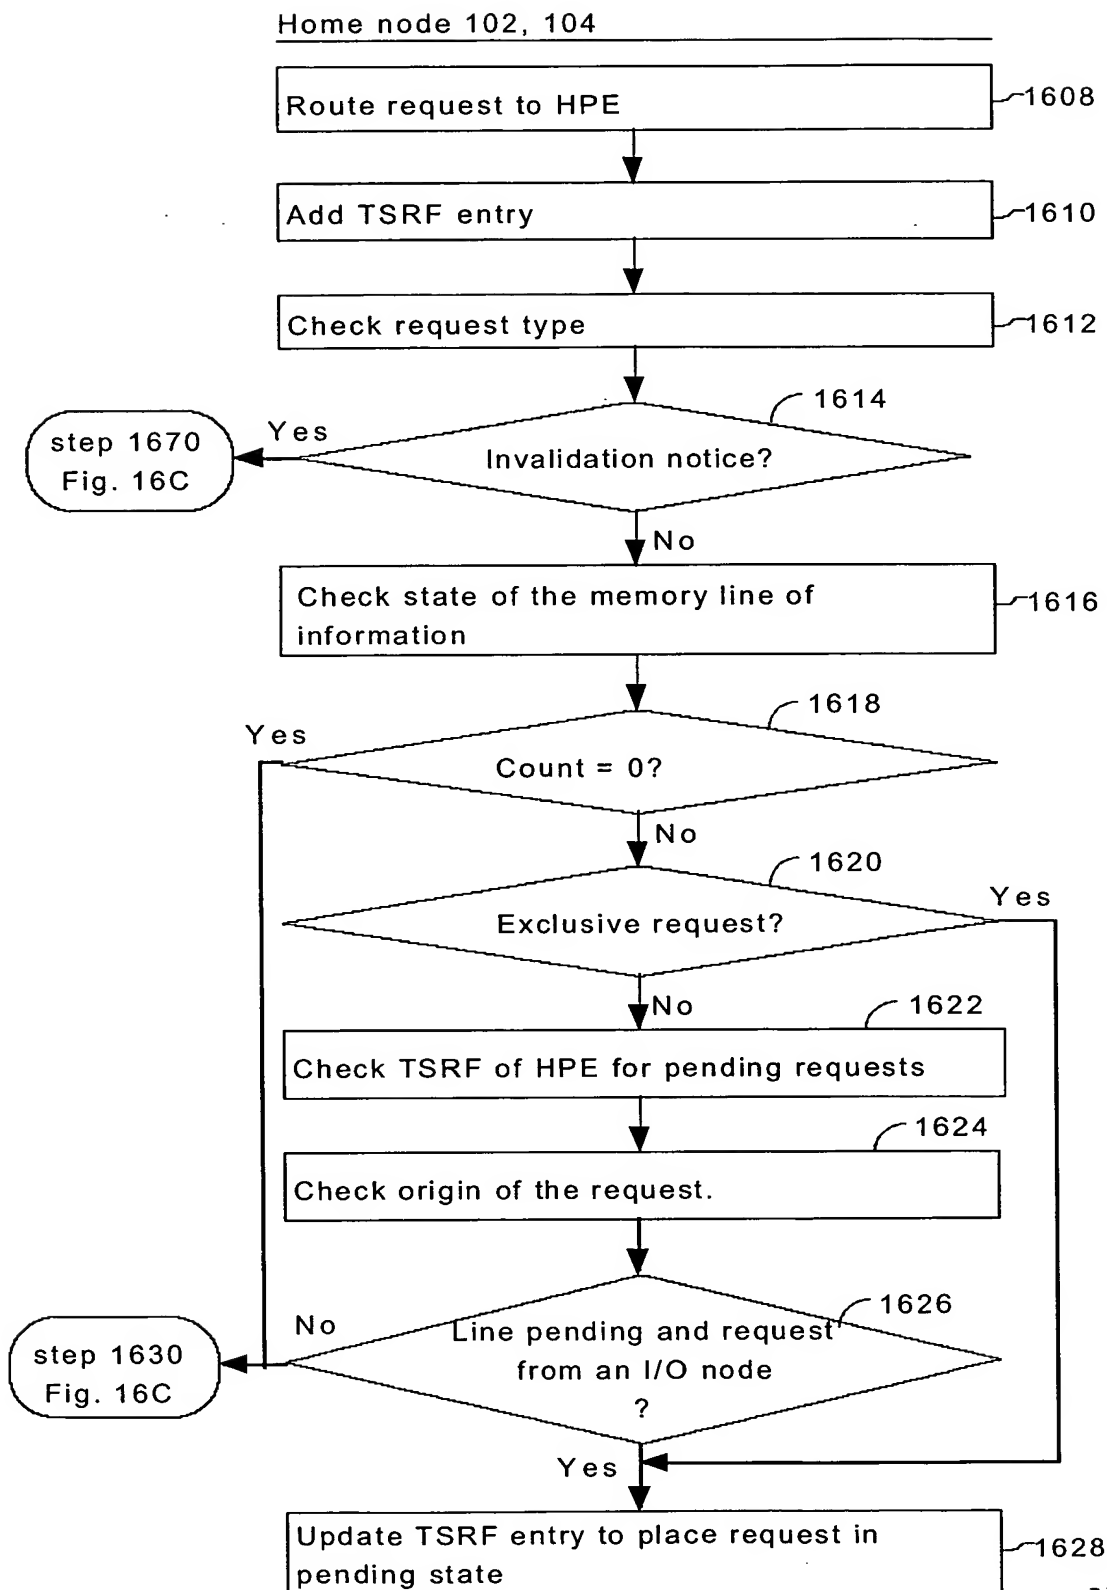 Home node 102, 104
Route request to HPE
1608
Add TSRF entry
1610
Check request type
1612
1614
Yes
step 1670
Fig. 16C
Invalidation notice?
No
Check state of the memory line of
information
1616
1618
Yes
Count = 0?
No
1620
Yes
Exclusive request?
No
1622
Check TSRF of HPE for pending requests
1624
Check origin of the request.
1626
No
Line pending and request
from an I/O node
?
step 1630
Fig. 16C
Yes
Update TSRF entry to place request in
pending state
1628